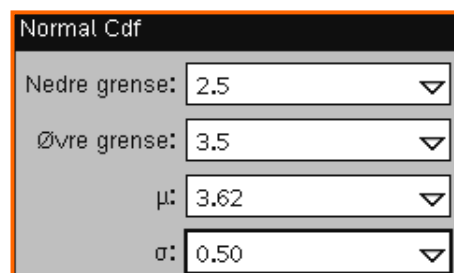 Normal Cdf
Nedre grense: 2.5
Øvre grense: 3.5
μ: 3.62
σ: 0.50